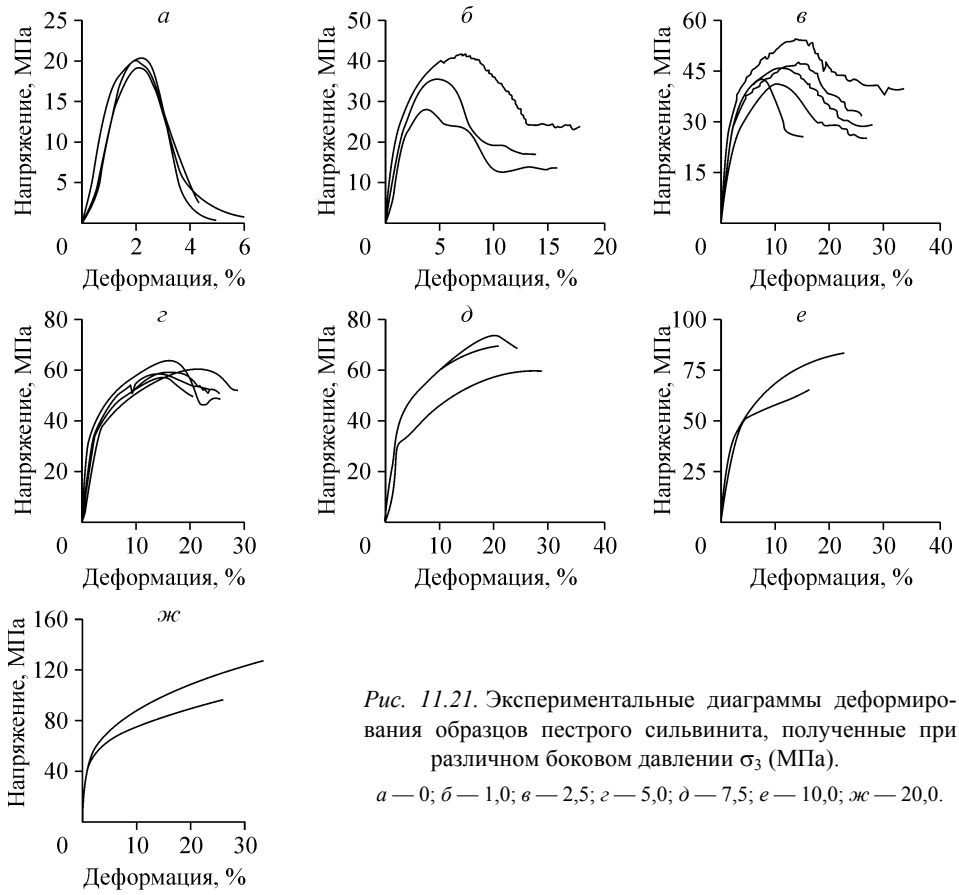 а
б
в
25
20
15
10
5
0
2
4
6
Напряжение, МПа
Деформация, %
50
40
30
20
10
0
5
10
15
20
Напряжение, МПа
Деформация, %
60
45
30
15
0
10
20
30
40
Напряжение, МПа
Деформация, %
г
д
е
80
60
40
20
0
10
20
30
Напряжение, МПа
Деформация, %
80
60
40
20
0
10
20
30
40
Напряжение, МПа
Деформация, %
100
75
50
25
0
10
20
30
40
Напряжение, МПа
Деформация, %
ж
160
120
80
40
0
10
20
30
Напряжение, МПа
Деформация, %
Рис. 11.21. Экспериментальные диаграммы деформиро-
вания образцов пестрого сильвинита, полученные при
различном боковом давлении σ₃ (МПа).
а — 0; б — 1,0; в — 2,5; г — 5,0; д — 7,5; е — 10,0; ж — 20,0.